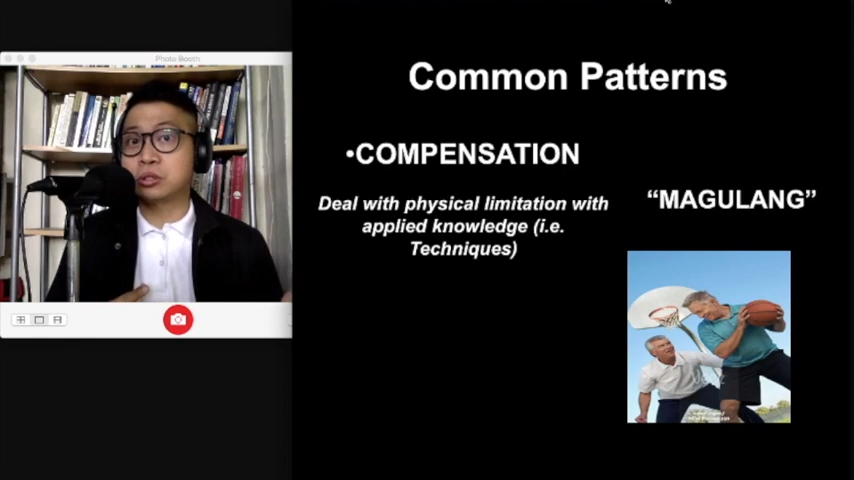 Photo Booth
Common Patterns
•COMPENSATION
Deal with physical limitation with
applied knowledge (i.e.
Techniques)
“MAGULANG”